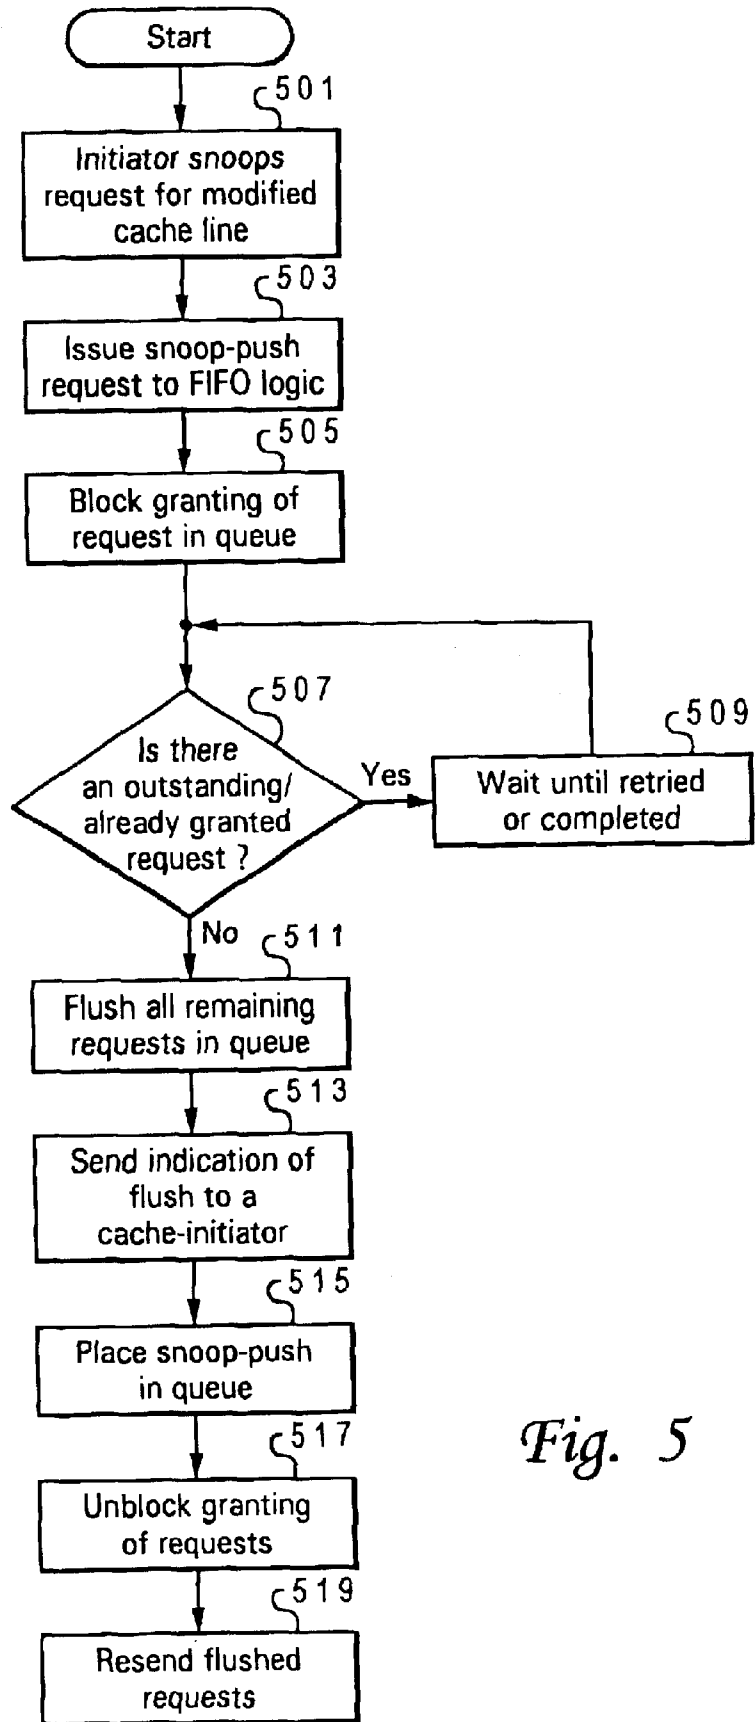 Start
501
Initiator snoops
request for modified
cache line
503
Issue snoop-push
request to FIFO logic
505
Block granting of
request in queue
507
Is there
an outstanding/
already granted
request ?
Yes
509
Wait until retried
or completed
No
511
Flush all remaining
requests in queue
513
Send indication of
flush to a
cache-initiator
515
Place snoop-push
in queue
517
Unblock granting
of requests
519
Resend flushed
requests
Fig. 5